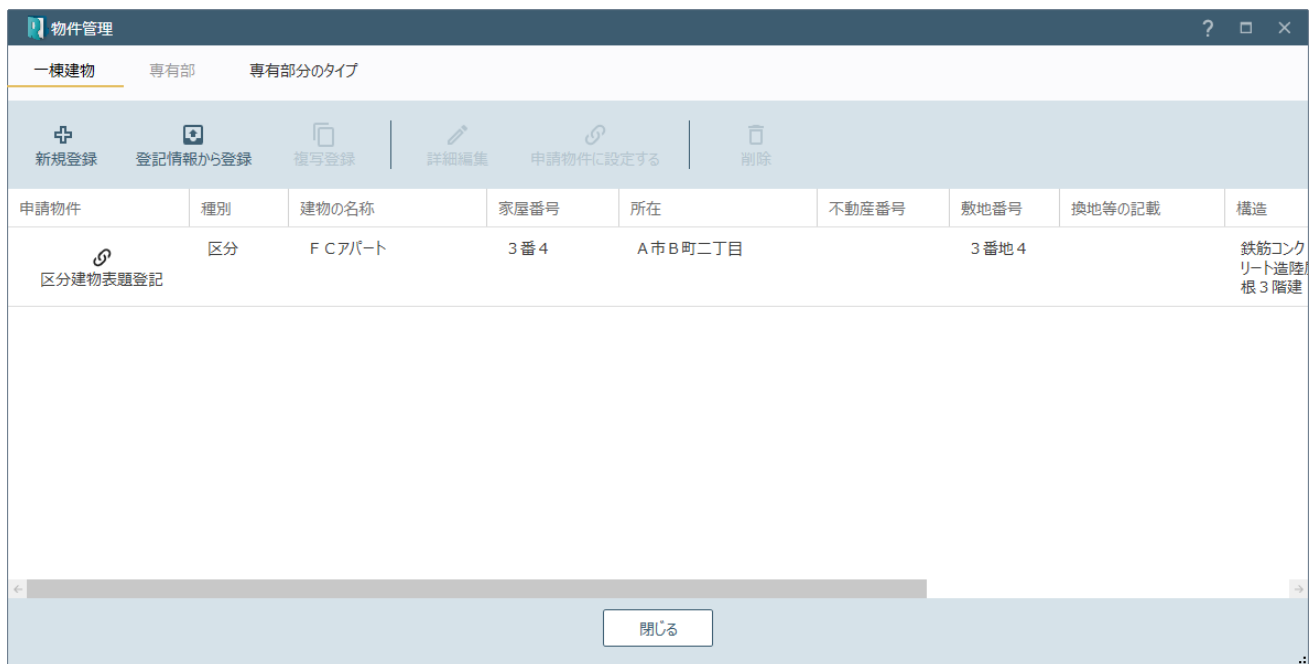 物件管理
一棟建物 専有部 専有部分のタイプ
新規登録 登記情報から登録 複写登録 詳細編集 申請物件に設定する 削除
申請物件 種別 建物の名称 家屋番号 所在 不動産番号 敷地番号 換地等の記載 構造
区分建物表題登記 区分 ＦＣアパート ３番４ Ａ市Ｂ町二丁目 ３番地４ 鉄筋コンク
リート造陸屋
根３階建
閉じる